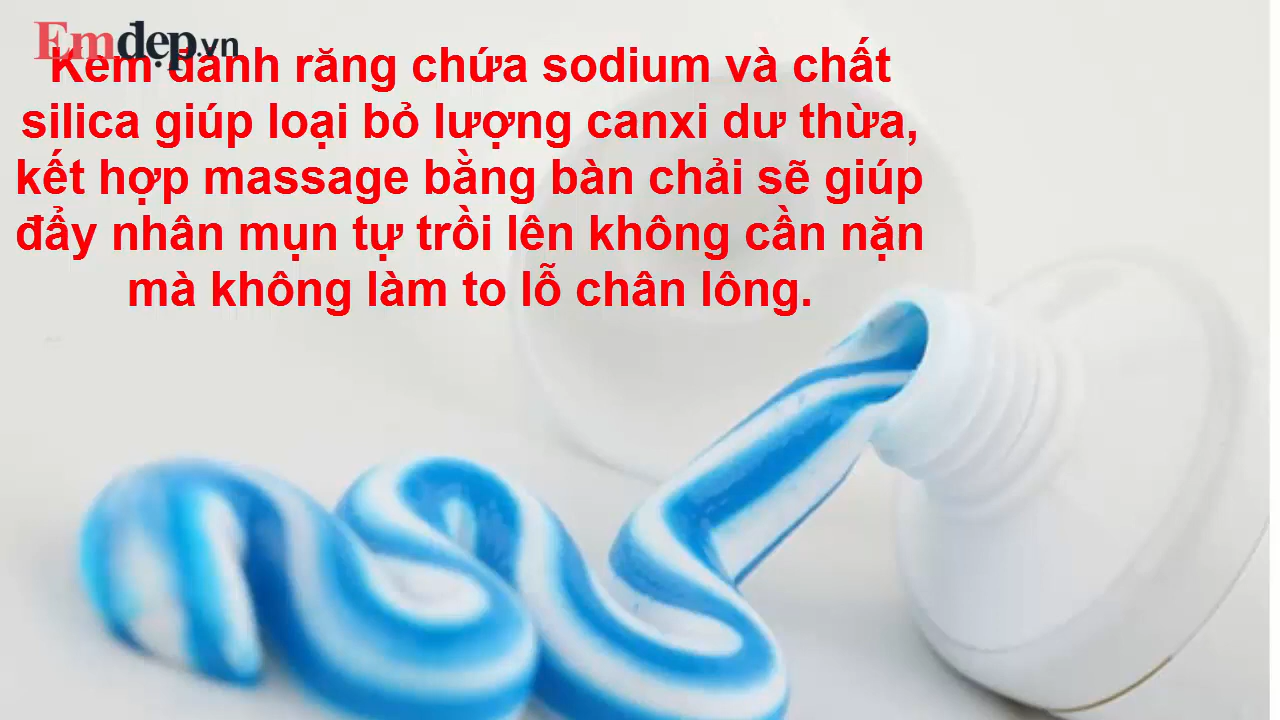 Emdẹp.vn
Kem đánh răng chứa sodium và chất
silica giúp loại bỏ lượng canxi dư thừa,
kết hợp massage bằng bàn chải sẽ giúp
đẩy nhân mụn tự trồi lên không cần nặn
mà không làm to lỗ chân lông.